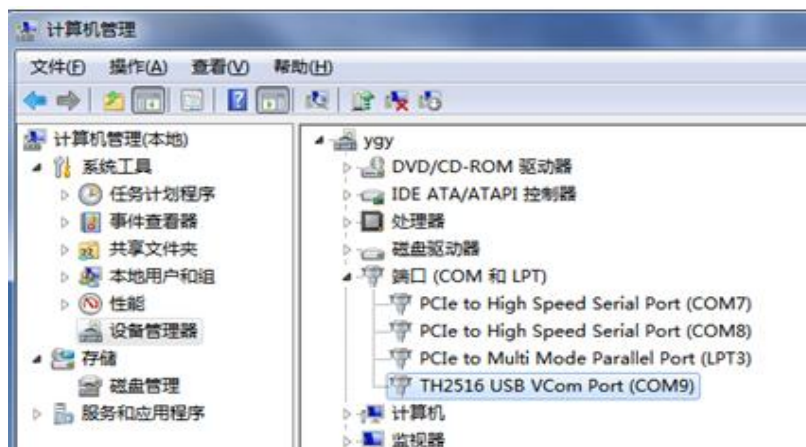 计算机管理
文件(F) 操作(A) 查看(V) 帮助(H)
计算机管理(本地)
系统工具
任务计划程序
事件查看器
共享文件夹
本地用户和组
性能
设备管理器
存储
磁盘管理
服务和应用程序
ygy
DVD/CD-ROM 驱动器
IDE ATA/ATAPI 控制器
处理器
磁盘驱动器
端口 (COM 和 LPT)
PCIe to High Speed Serial Port (COM7)
PCIe to High Speed Serial Port (COM8)
PCIe to Multi Mode Parallel Port (LPT3)
TH2516 USB VCom Port (COM9)
计算机
监视器